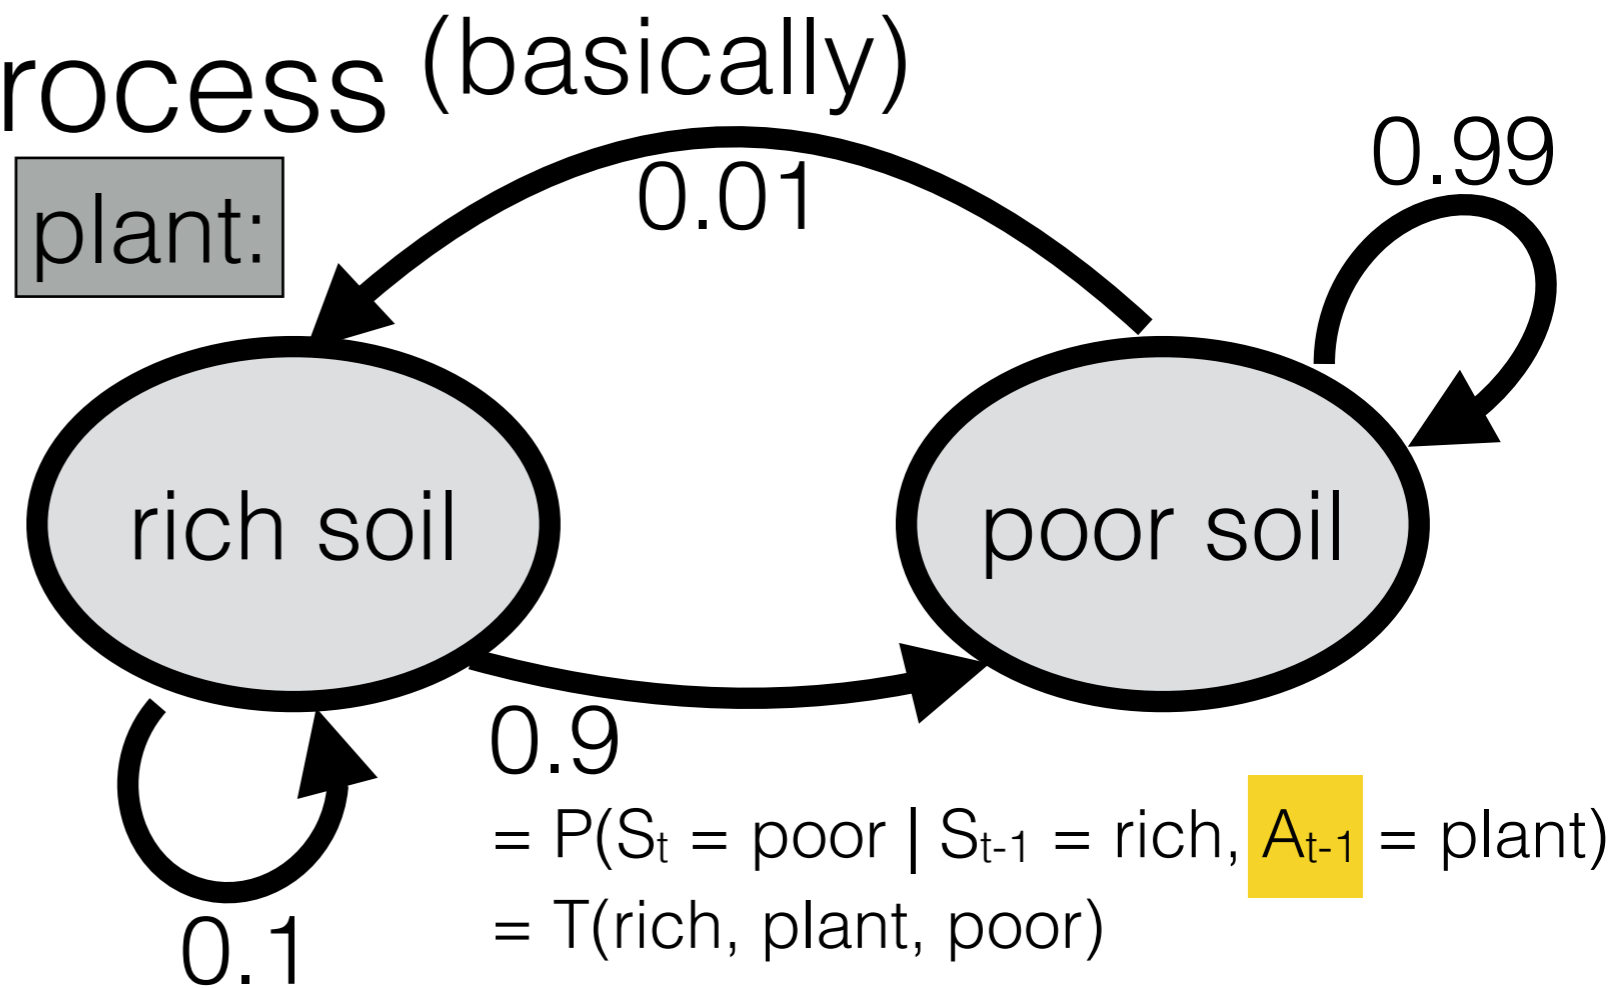 rocess (basically)
plant:
0.01
0.99
rich soil
poor soil
0.9
= P(Sₜ = poor | Sₜ₋₁ = rich, Aₜ₋₁ = plant)
= T(rich, plant, poor)
0.1